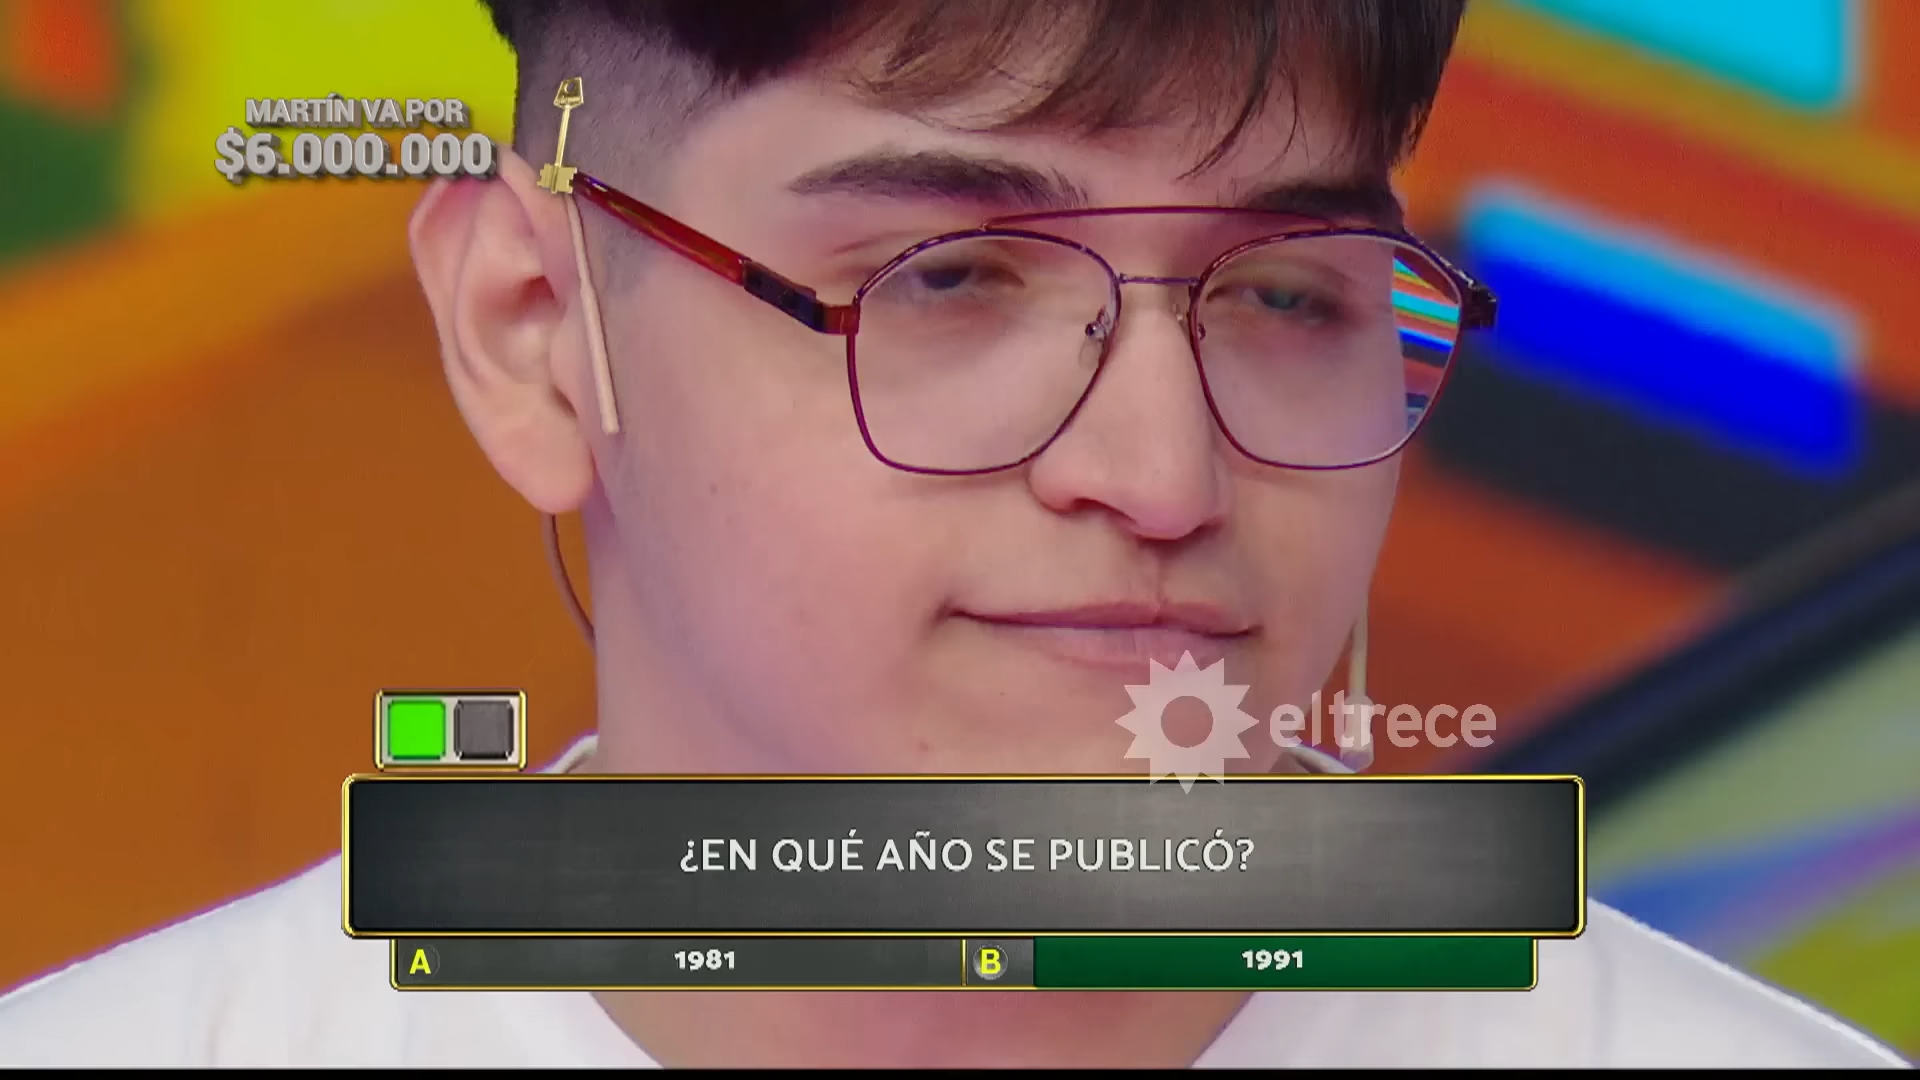 MARTÍN VA POR
$6.000.000
eltrece
¿EN QUÉ AÑO SE PUBLICÓ?
A 1981 B 1991